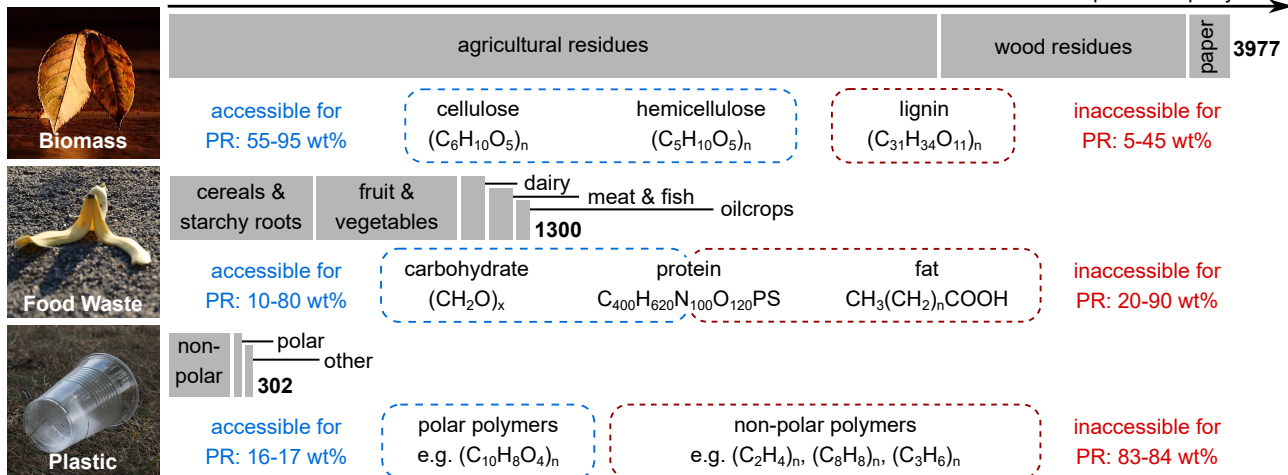 agricultural residues
wood residues
paper
3977
Biomass
accessible for
PR: 55-95 wt%
cellulose
(C₆H₁₀O₅)ₙ
hemicellulose
(C₅H₁₀O₅)ₙ
lignin
(C₃₁H₃₄O₁₁)ₙ
inaccessible for
PR: 5-45 wt%
cereals &
starchy roots
fruit &
vegetables
dairy
meat & fish
oilcrops
1300
Food Waste
accessible for
PR: 10-80 wt%
carbohydrate
(CH₂O)ₓ
protein
C₄₀₀H₆₂₀N₁₀₀O₁₂₀PS
fat
CH₃(CH₂)ₙCOOH
inaccessible for
PR: 20-90 wt%
non-
polar
polar
other
302
Plastic
accessible for
PR: 16-17 wt%
polar polymers
e.g. (C₁₀H₈O₄)ₙ
non-polar polymers
e.g. (C₂H₄)ₙ, (C₈H₈)ₙ, (C₃H₆)ₙ
inaccessible for
PR: 83-84 wt%